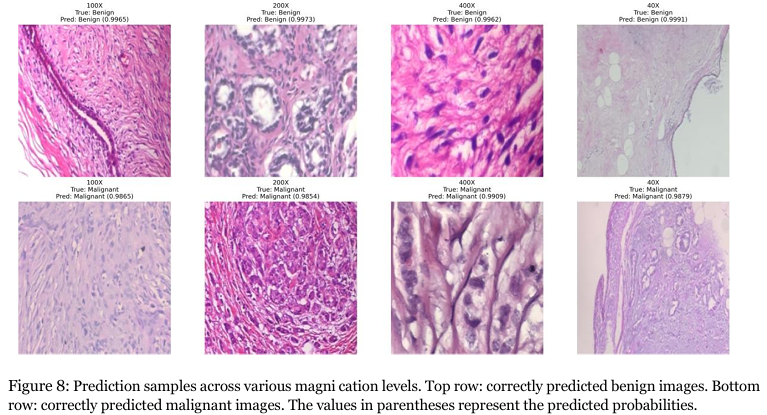 100X
True: Benign
Pred: Benign (0.9965)
200X
True: Benign
Pred: Benign (0.9973)
400X
True: Benign
Pred: Benign (0.9962)
40X
True: Benign
Pred: Benign (0.9991)
100X
True: Malignant
Pred: Malignant (0.9865)
200X
True: Malignant
Pred: Malignant (0.9854)
400X
True: Malignant
Pred: Malignant (0.9909)
40X
True: Malignant
Pred: Malignant (0.9879)
Figure 8: Prediction samples across various magni cation levels. Top row: correctly predicted benign images. Bottom
row: correctly predicted malignant images. The values in parentheses represent the predicted probabilities.